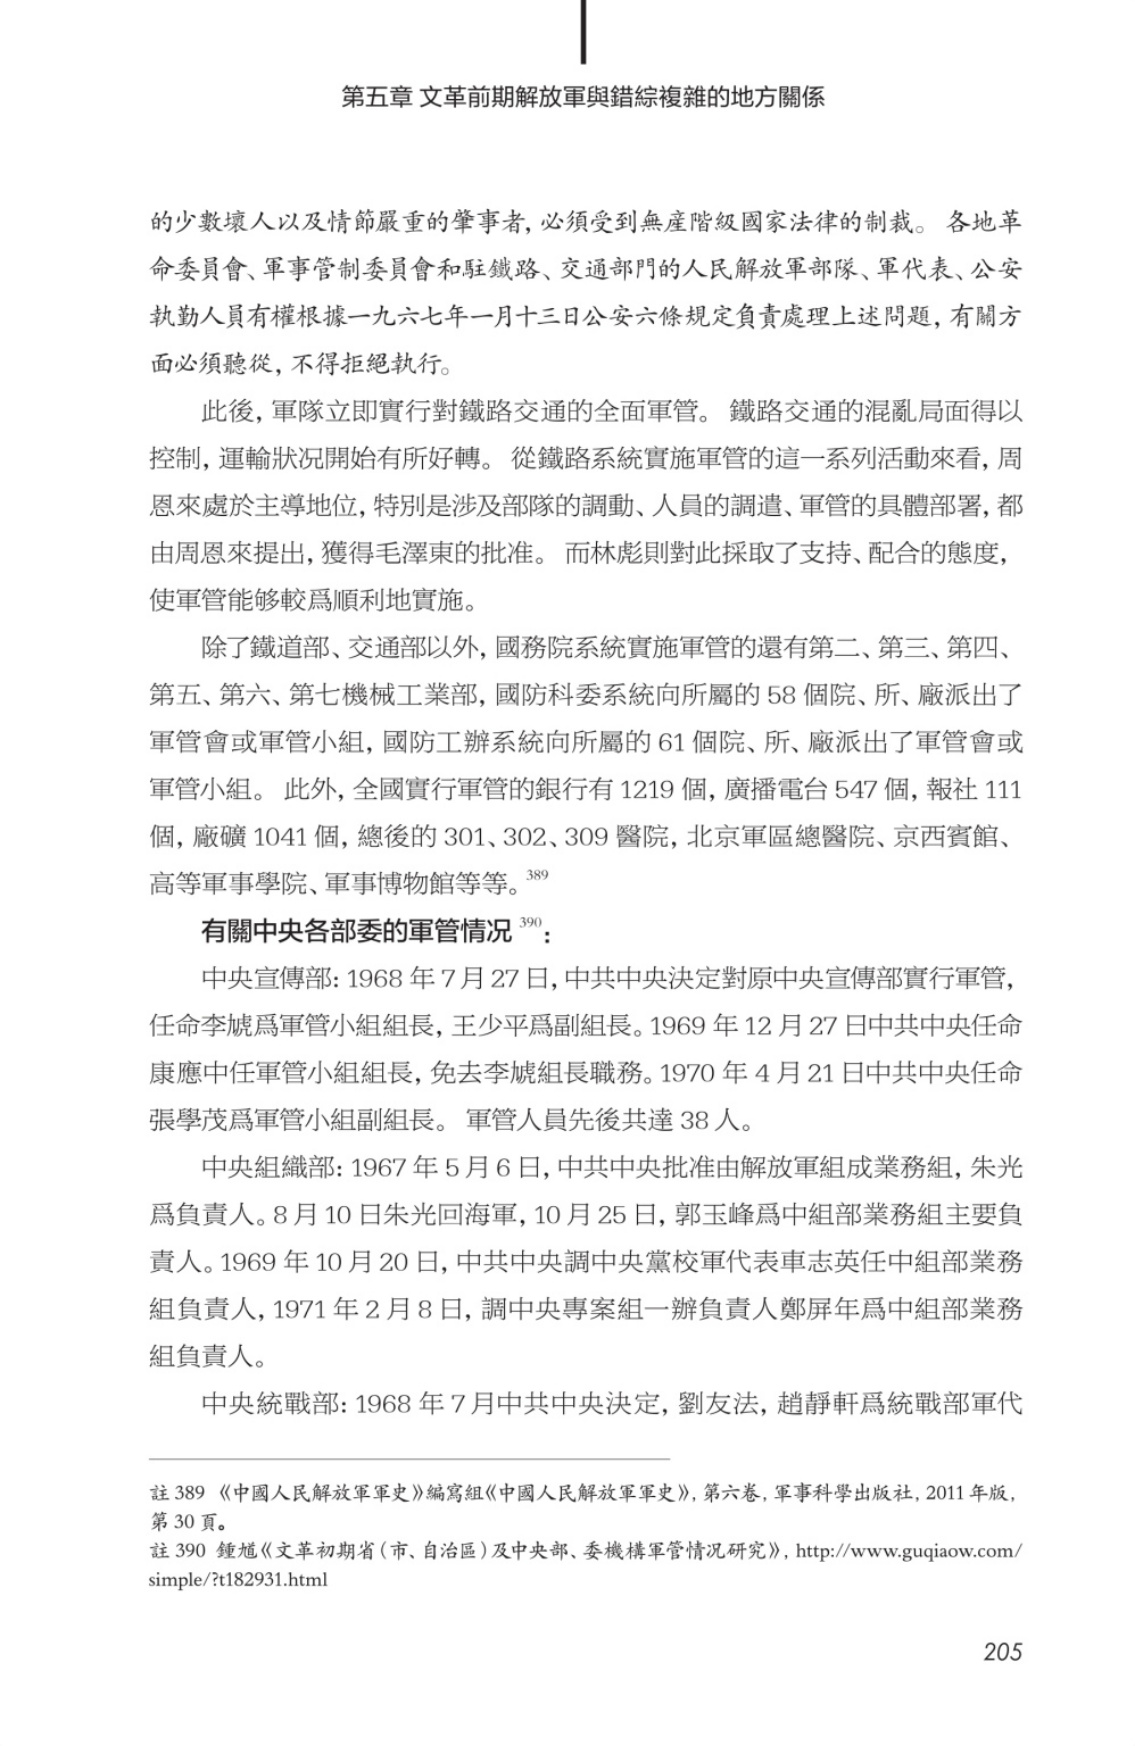 第五章 文革前期解放軍與錯綜複雜的地方關係
的少數壞人以及情節嚴重的肇事者, 必須受到無産階級國家法律的制裁。 各地革
命委員會、軍事管制委員會和駐鐵路、交通部門的人民解放軍部隊、軍代表、公安
執勤人員有權根據一九六七年一月十三日公安六條規定負責處理上述問題, 有關方
面必須聽從, 不得拒絕執行。
此後, 軍隊立即實行對鐵路交通的全面軍管。 鐵路交通的混亂局面得以
控制, 運輸狀况開始有所好轉。 從鐵路系統實施軍管的這一系列活動來看, 周
恩來處於主導地位, 特別是涉及部隊的調動、人員的調遣、軍管的具體部署, 都
由周恩來提出, 獲得毛澤東的批准。 而林彪則對此採取了支持、配合的態度,
使軍管能够較爲順利地實施。
除了鐵道部、交通部以外, 國務院系統實施軍管的還有第二、第三、第四、
第五、第六、第七機械工業部, 國防科委系統向所屬的 58 個院、所、廠派出了
軍管會或軍管小組, 國防工辦系統向所屬的 61 個院、所、廠派出了軍管會或
軍管小組。 此外, 全國實行軍管的銀行有 1219 個, 廣播電台 547 個, 報社 111
個, 廠礦 1041 個, 總後的 301、302、309 醫院, 北京軍區總醫院、京西賓館、
高等軍事學院、軍事博物館等等。389
有關中央各部委的軍管情况 390:
中央宣傳部: 1968 年 7 月 27 日, 中共中央決定對原中央宣傳部實行軍管,
任命李虓爲軍管小組組長, 王少平爲副組長。1969 年 12 月 27 日中共中央任命
康應中任軍管小組組長, 免去李虓組長職務。1970 年 4 月 21 日中共中央任命
張學茂爲軍管小組副組長。 軍管人員先後共達 38 人。
中央組織部: 1967 年 5 月 6 日, 中共中央批准由解放軍組成業務組, 朱光
爲負責人。8 月 10 日朱光回海軍, 10 月 25 日, 郭玉峰爲中組部業務組主要負
責人。1969 年 10 月 20 日, 中共中央調中央黨校軍代表車志英任中組部業務
組負責人, 1971 年 2 月 8 日, 調中央專案組一辦負責人鄭屏年爲中組部業務
組負責人。
中央統戰部: 1968 年 7 月中共中央決定, 劉友法, 趙靜軒爲統戰部軍代
註 389 《中國人民解放軍軍史》編寫組《中國人民解放軍軍史》, 第六卷, 軍事科學出版社, 2011 年版,
第 30 頁。
註 390 鍾馗《文革初期省（市、自治區）及中央部、委機構軍管情況研究》, http://www.guqiaow.com/
simple/?t182931.html
205